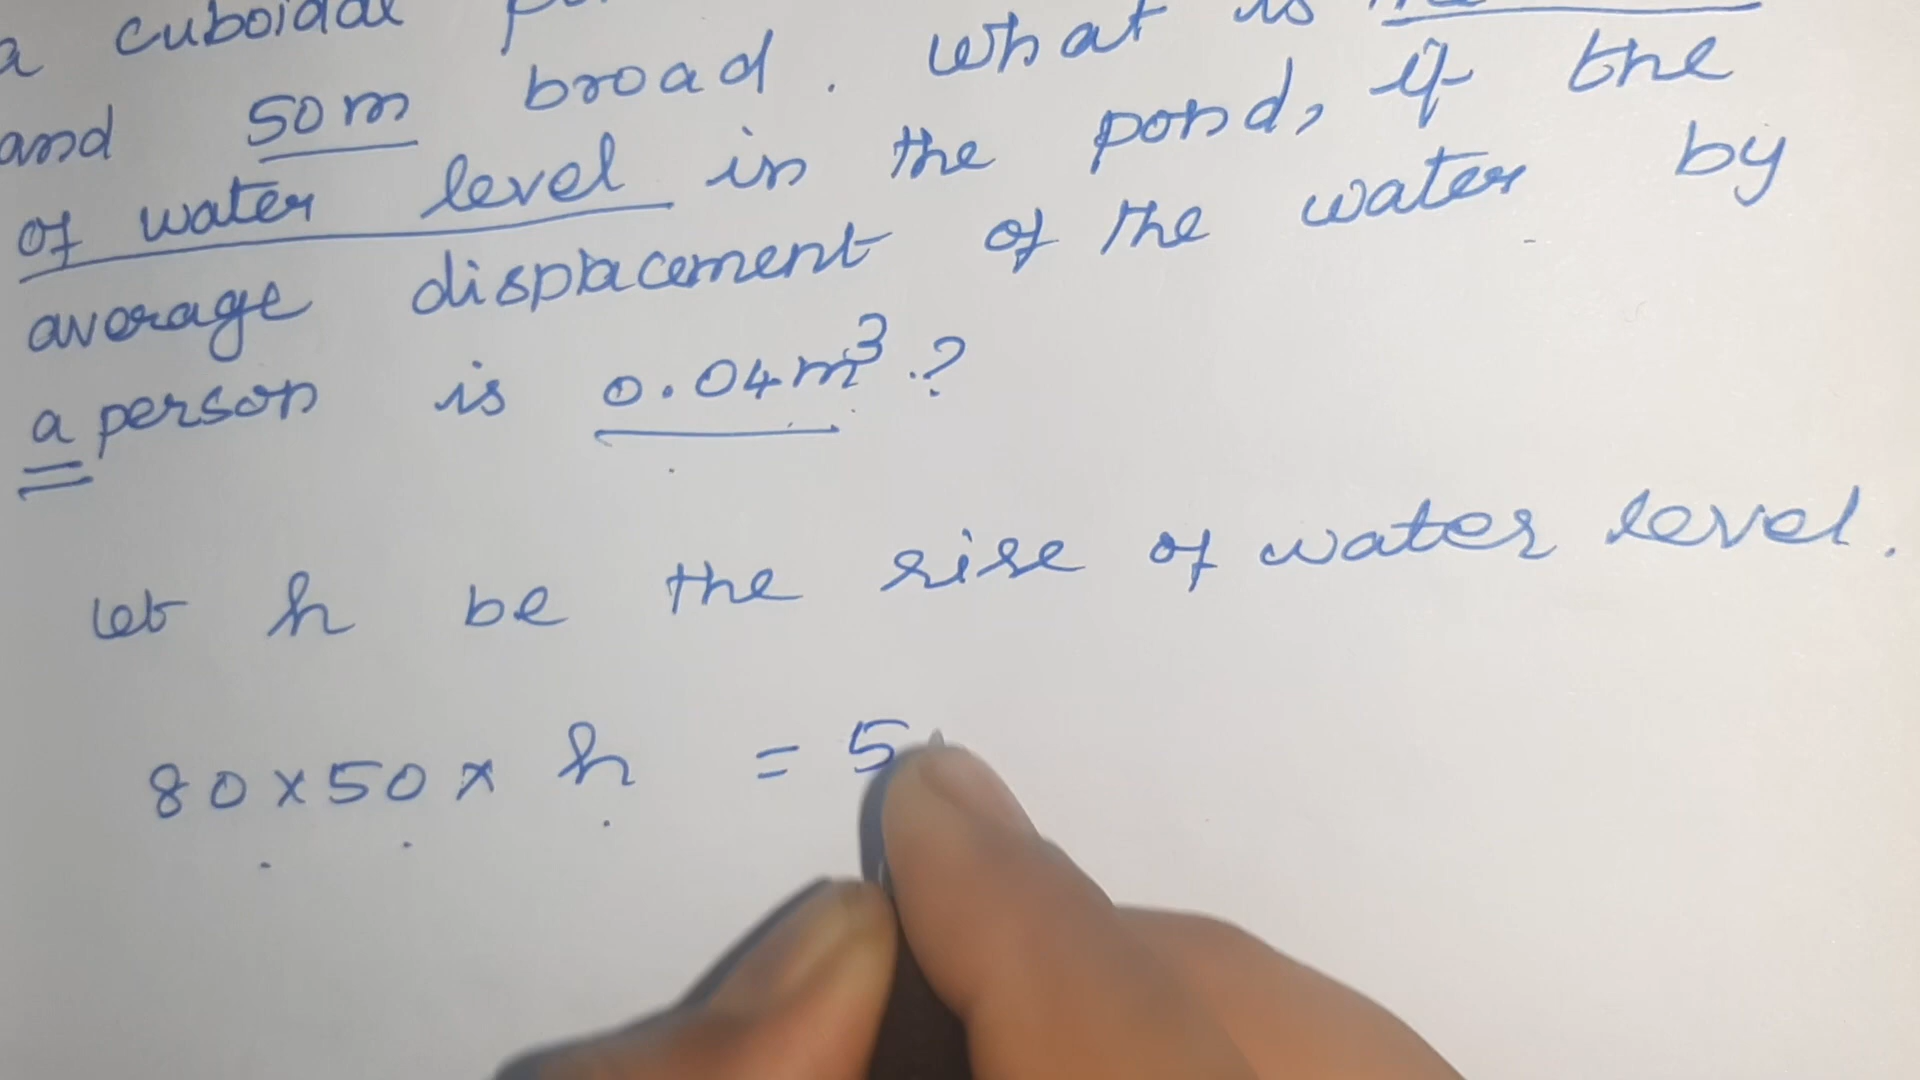 a cuboidal
and 50m broad. What is
of water level in the pond, if the
average displacement of the water by
a person is 0.04m³.?
let h be the rise of water level.
80×50× h = 5